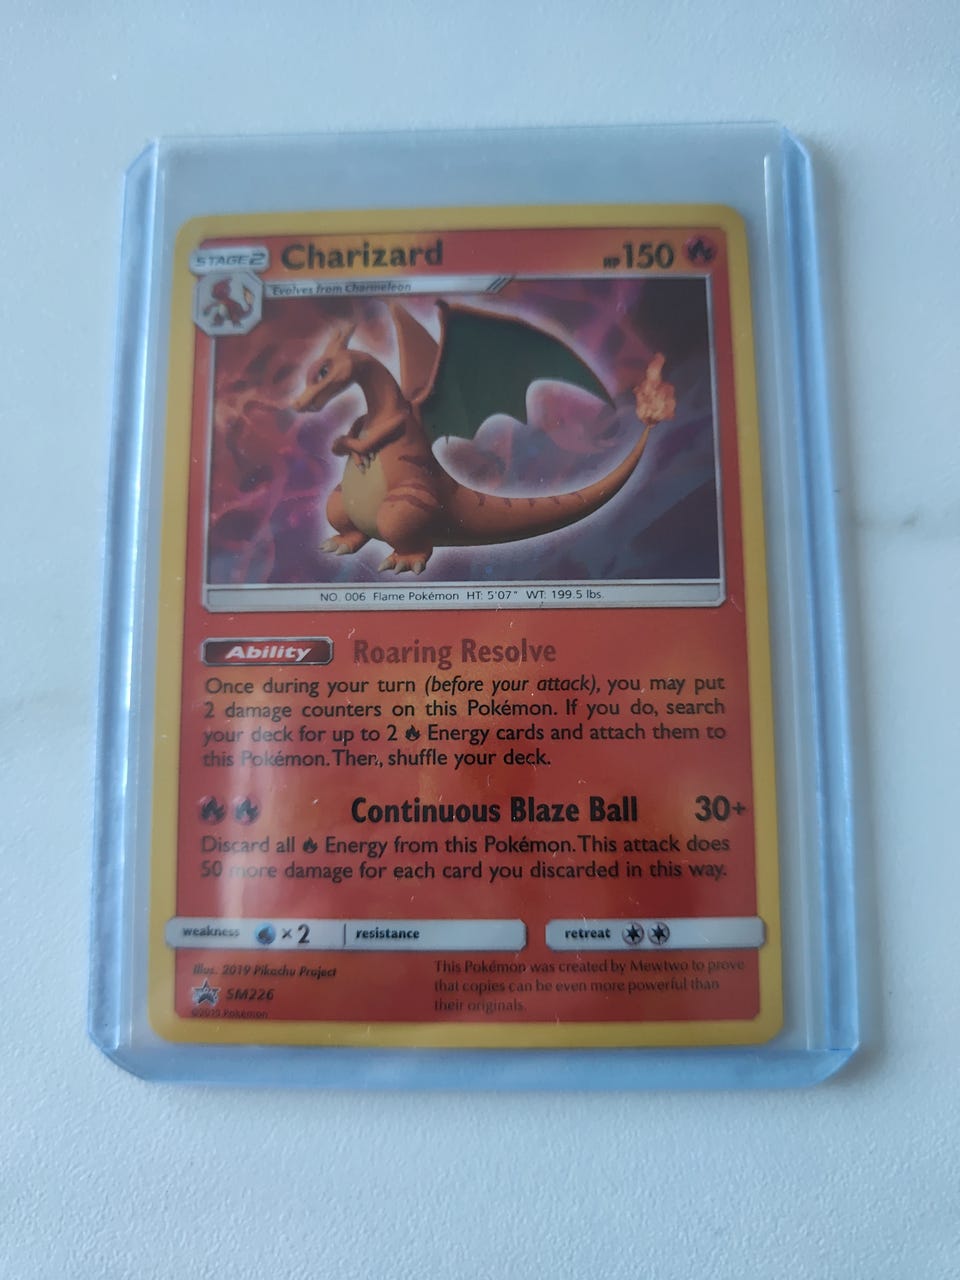 STAGE2 Charizard HP150
Evolves from Charmeleon
NO. 006 Flame Pokémon HT: 5'07" WT: 199.5 lbs.
Ability Roaring Resolve
Once during your turn (before your attack), you may put
2 damage counters on this Pokémon. If you do, search
your deck for up to 2 Energy cards and attach them to
this Pokémon. Then, shuffle your deck.
Continuous Blaze Ball 30+
Discard all Energy from this Pokémon. This attack does
50 more damage for each card you discarded in this way.
weakness ×2 resistance retreat
Illus. 2019 Pikachu Project
SM226
©2019 Pokémon
This Pokémon was created by Mewtwo to prove
that copies can be even more powerful than
their originals.